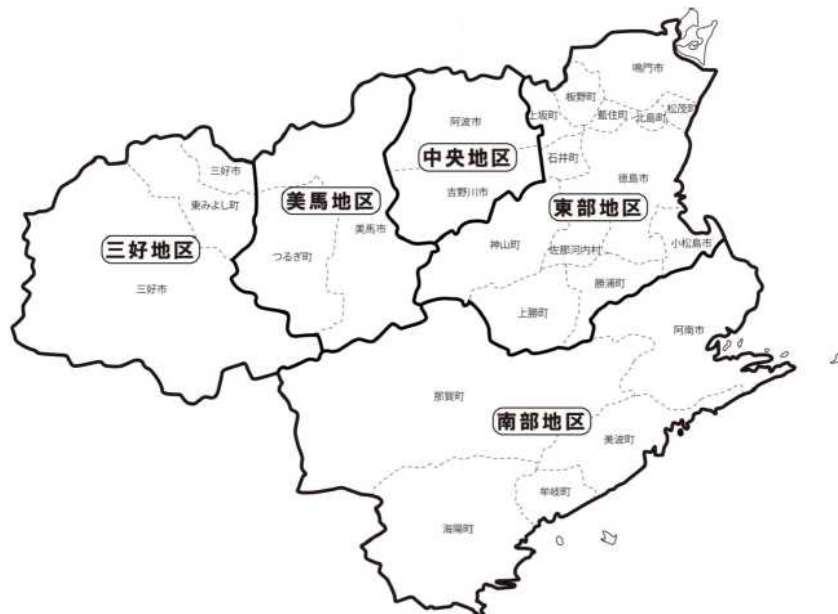 鳴門市
板野町
上坂町
藍住町
北島町
松茂町
阿波市
中央地区
石井町
三好市
徳島市
吉野川市
美馬地区
東みよし町
東部地区
美馬市
三好地区
神山町
佐那河内村
小松島市
つるぎ町
三好市
勝浦町
上勝町
阿南市
那賀町
南部地区
美波町
牟岐町
海陽町